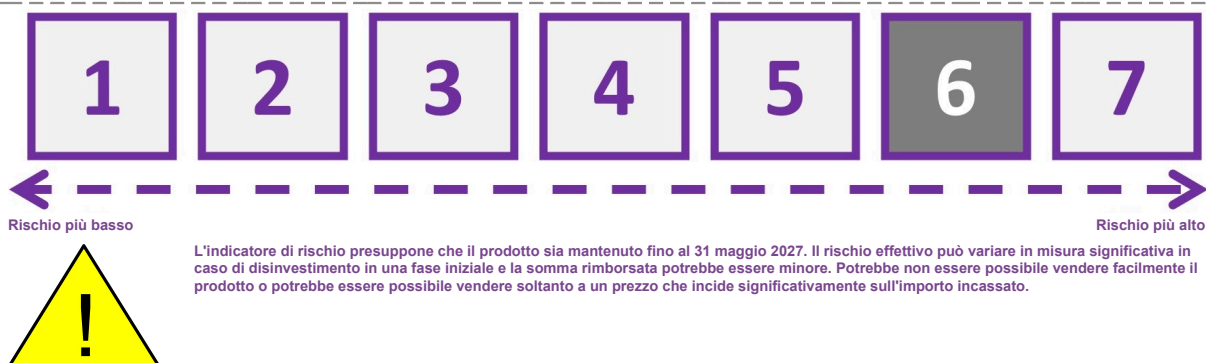 1 2 3 4 5 6 7
Rischio più basso Rischio più alto
L'indicatore di rischio presuppone che il prodotto sia mantenuto fino al 31 maggio 2027. Il rischio effettivo può variare in misura significativa in
caso di disinvestimento in una fase iniziale e la somma rimborsata potrebbe essere minore. Potrebbe non essere possibile vendere facilmente il
prodotto o potrebbe essere possibile vendere soltanto a un prezzo che incide significativamente sull'importo incassato.
!